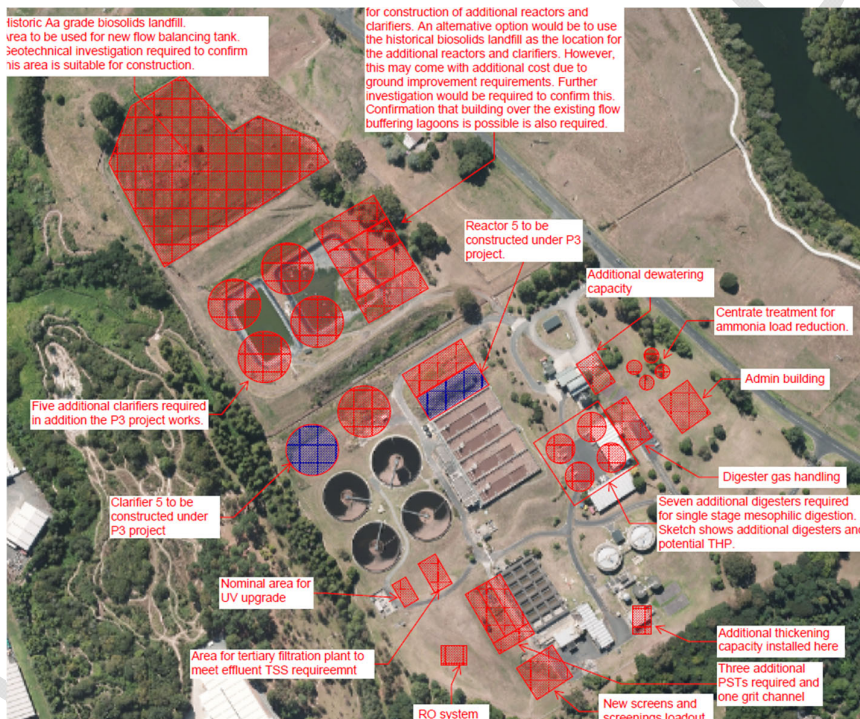 Historic Aa grade biosolids landfill.
Area to be used for new flow balancing tank.
Geotechnical investigation required to confirm
this area is suitable for construction.
for construction of additional reactors and
clarifiers. An alternative option would be to use
the historical biosolids landfill as the location for
the additional reactors and clarifiers. However,
this may come with additional cost due to
ground improvement requirements. Further
investigation would be required to confirm this.
Confirmation that building over the existing flow
buffering lagoons is possible is also required.
Reactor 5 to be
constructed under P3
project.
Additional dewatering
capacity
Centrate treatment for
ammonia load reduction.
Admin building
Five additional clarifiers required
in addition the P3 project works.
Digester gas handling
Clarifier 5 to be
constructed under
P3 project
Seven additional digesters required
for single stage mesophilic digestion.
Sketch shows additional digesters and
potential THP.
Nominal area for
UV upgrade
Additional thickening
capacity installed here
Area for tertiary filtration plant to
meet effluent TSS requireemnt
Three additional
PSTs required and
one grit channel
RO system
New screens and
screenings loadout